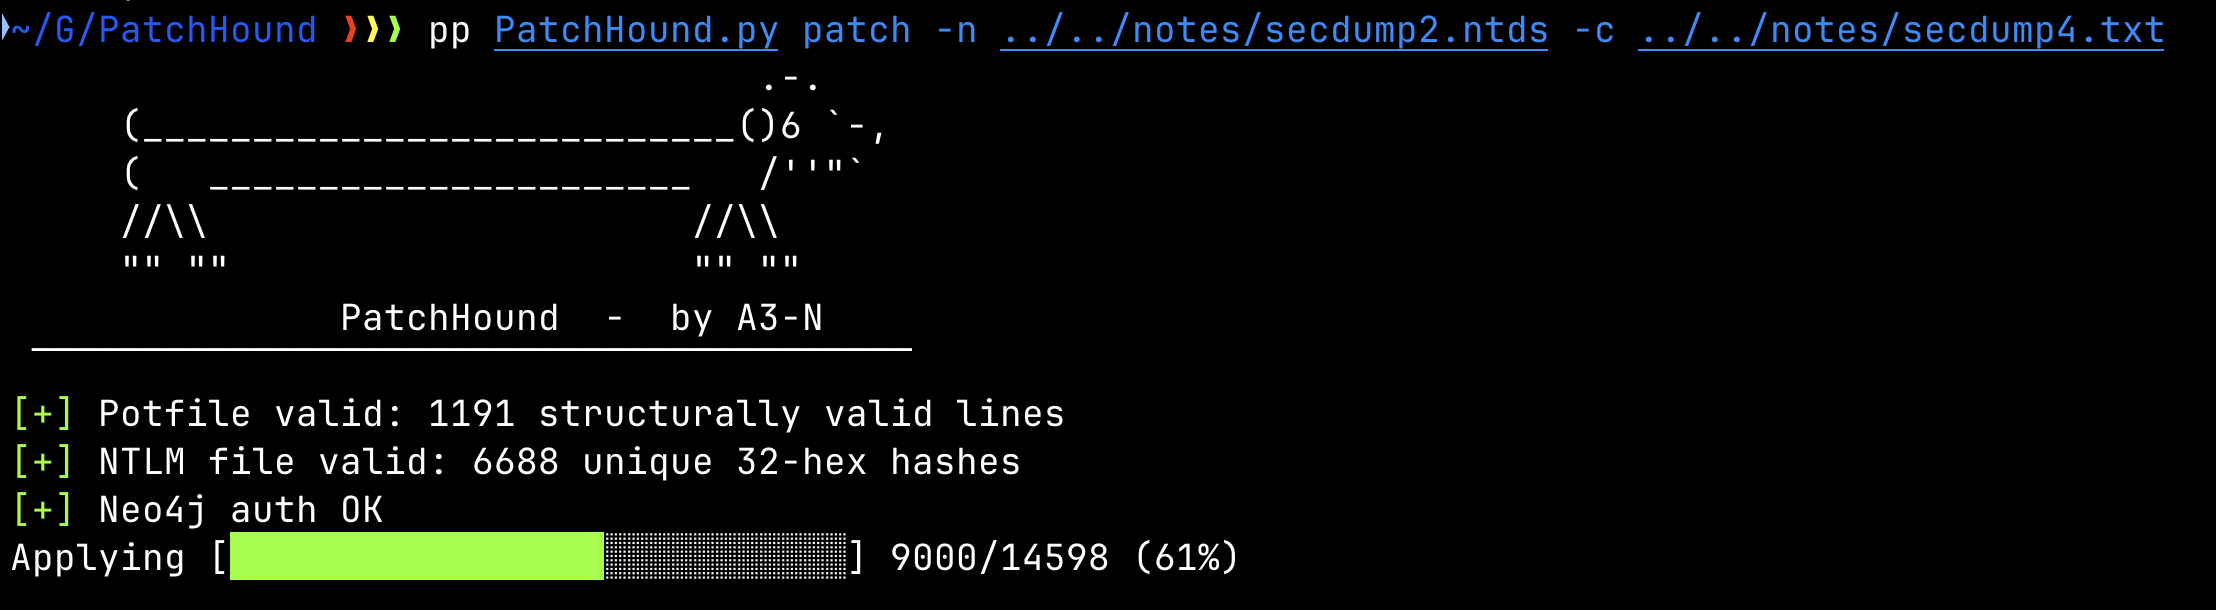 ~/G/PatchHound ❯❯❯ pp PatchHound.py patch -n ../../notes/secdump2.ntds -c ../../notes/secdump4.txt
                                  .-.
     (___________________________()6 `-,
     (   ______________________   /''"`
     //\\                      //\\
     "" ""                     "" ""
               PatchHound  -  by A3-N
[+] Potfile valid: 1191 structurally valid lines
[+] NTLM file valid: 6688 unique 32-hex hashes
[+] Neo4j auth OK
Applying [█████████████████░░░░░░░░░░░] 9000/14598 (61%)